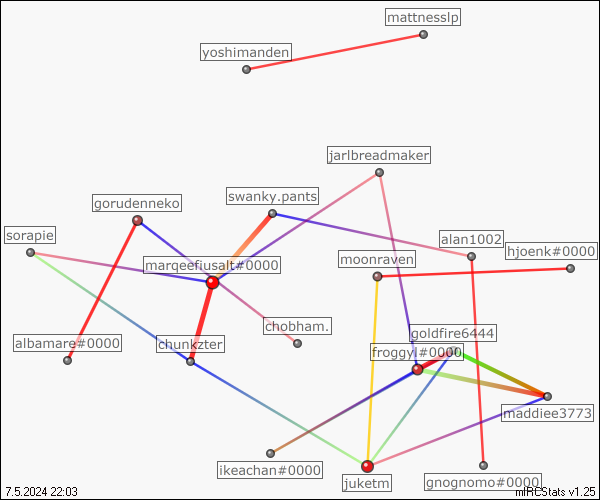 mattnesslp
yoshimanden
jarlbreadmaker
swanky.pants
gorudenneko
sorapie
alan1002
hjoenk#0000
moonraven
marqeefiusalt#0000
chobham.
goldfire6444
albamare#0000
chunkzter
froggyl#0000
maddiee3773
ikeachan#0000
juketm
gnognomo#0000
7.5.2024 22:03
mIRCStats v1.25